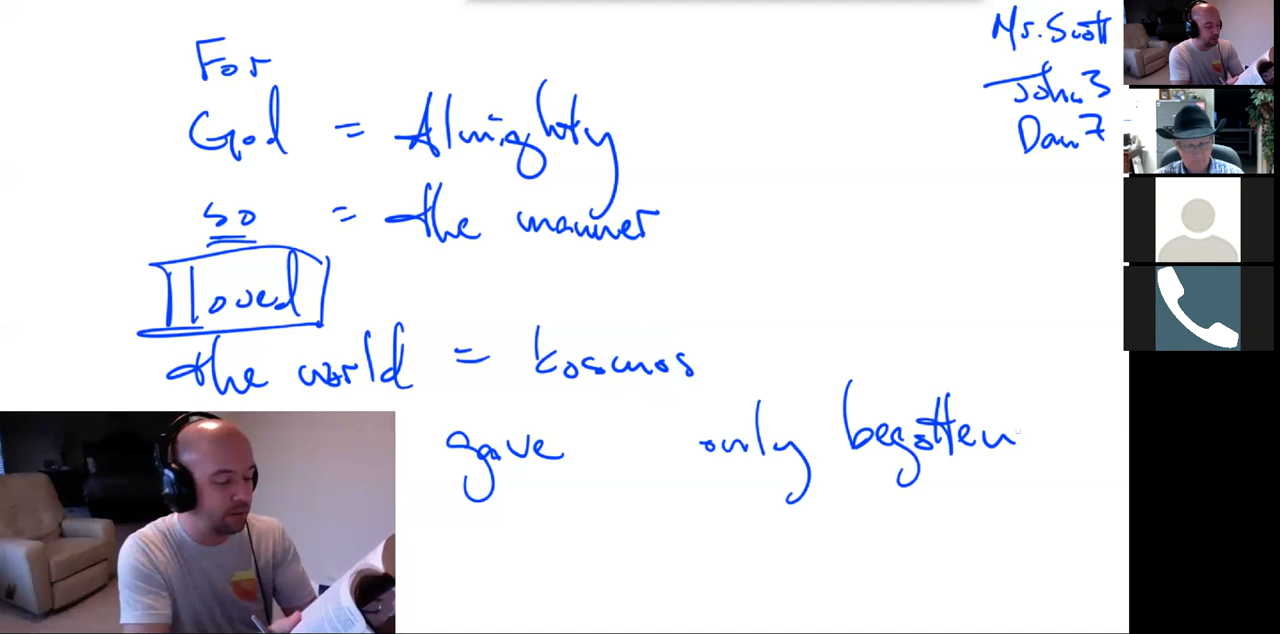 For
God = Almighty
so = the manner
loved
the world = kosmos
gave only begotten
Mr. Scott
John 3
Dan 7